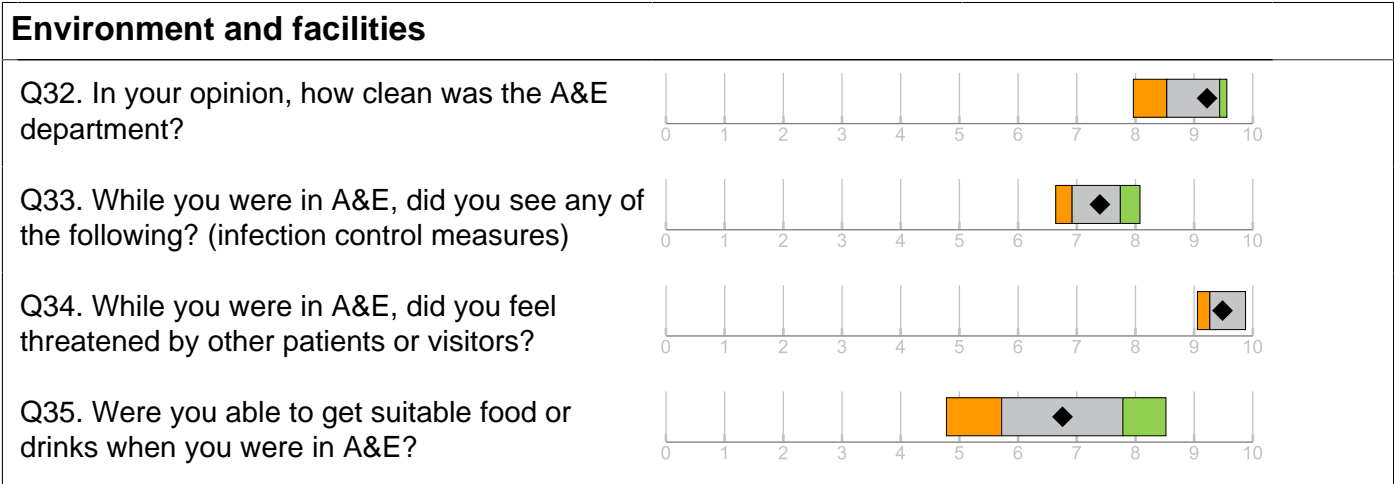 Environment and facilities
Q32. In your opinion, how clean was the A&E
department?
0 1 2 3 4 5 6 7 8 9 10
Q33. While you were in A&E, did you see any of
the following? (infection control measures)
0 1 2 3 4 5 6 7 8 9 10
Q34. While you were in A&E, did you feel
threatened by other patients or visitors?
0 1 2 3 4 5 6 7 8 9 10
Q35. Were you able to get suitable food or
drinks when you were in A&E?
0 1 2 3 4 5 6 7 8 9 10